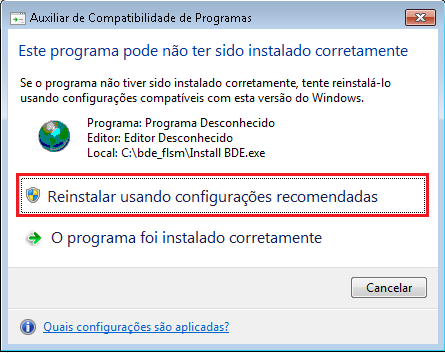 Auxiliar de Compatibilidade de Programas
Este programa pode não ter sido instalado corretamente
Se o programa não tiver sido instalado corretamente, tente reinstalá-lo
usando configurações compatíveis com esta versão do Windows.
Programa: Programa Desconhecido
Editor: Editor Desconhecido
Local: C:\bde_flsm\Install BDE.exe
Reinstalar usando configurações recomendadas
O programa foi instalado corretamente
Cancelar
Quais configurações são aplicadas?